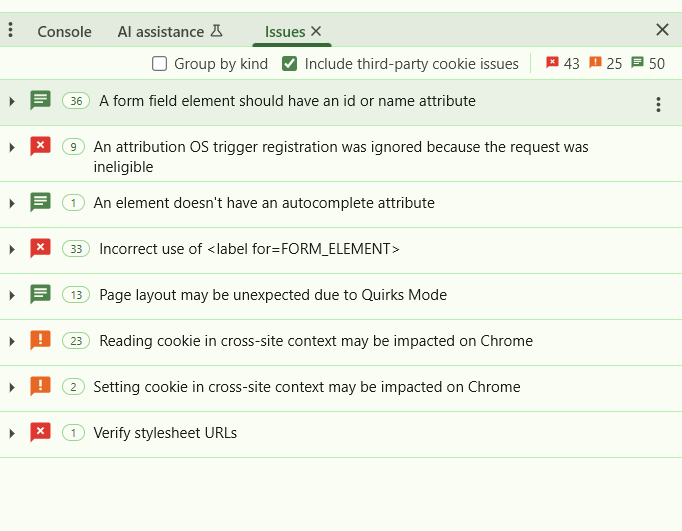 Console AI assistance Issues
Group by kind Include third-party cookie issues 43 25 50
36 A form field element should have an id or name attribute
9 An attribution OS trigger registration was ignored because the request was
ineligible
1 An element doesn't have an autocomplete attribute
33 Incorrect use of <label for=FORM_ELEMENT>
13 Page layout may be unexpected due to Quirks Mode
23 Reading cookie in cross-site context may be impacted on Chrome
2 Setting cookie in cross-site context may be impacted on Chrome
1 Verify stylesheet URLs